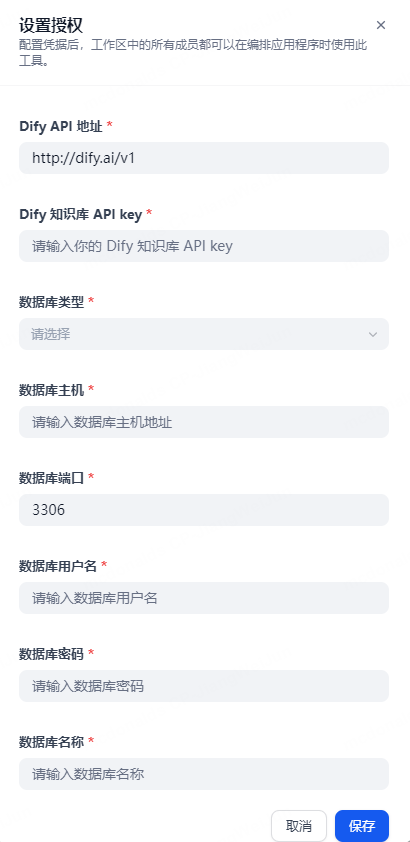 设置授权
配置凭据后，工作区中的所有成员都可以在编排应用程序时使用此
工具。
Dify API 地址 *
http://dify.ai/v1
Dify 知识库 API key *
请输入你的 Dify 知识库 API key
数据库类型 *
请选择
数据库主机 *
请输入数据库主机地址
数据库端口 *
3306
数据库用户名 *
请输入数据库用户名
数据库密码 *
请输入数据库密码
数据库名称 *
请输入数据库名称
取消 保存